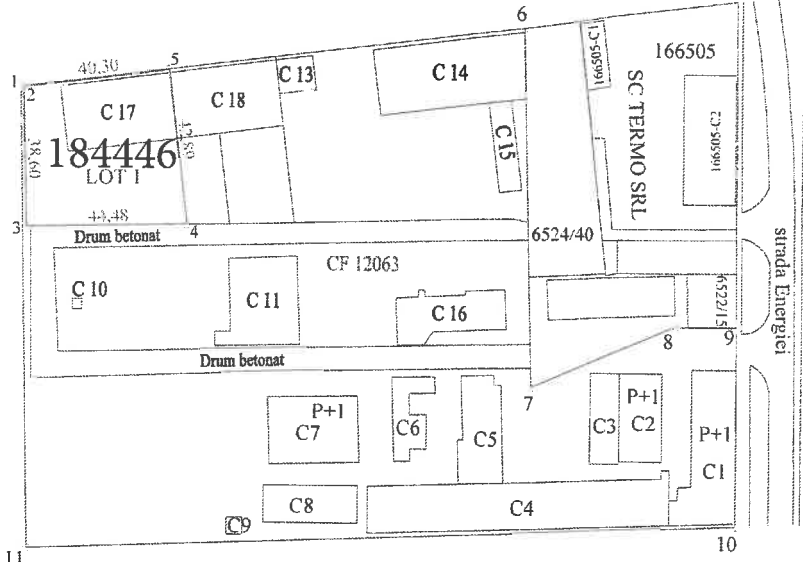 6
40,30
5
1
2
C 13
C 14
166505-C1
166505
C 17
C 18
SC TERMO SRL
166505-C2
38,60
184446
LOT 1
C 15
44,48
3
4
Drum betonat
6524/40
strada Energiei
CF 12063
C 10
C 11
C 16
6522/15
Drum betonat
8
9
7
P+1
C7
C6
C5
C3
P+1
C2
P+1
C1
C8
C4
C9
11
10